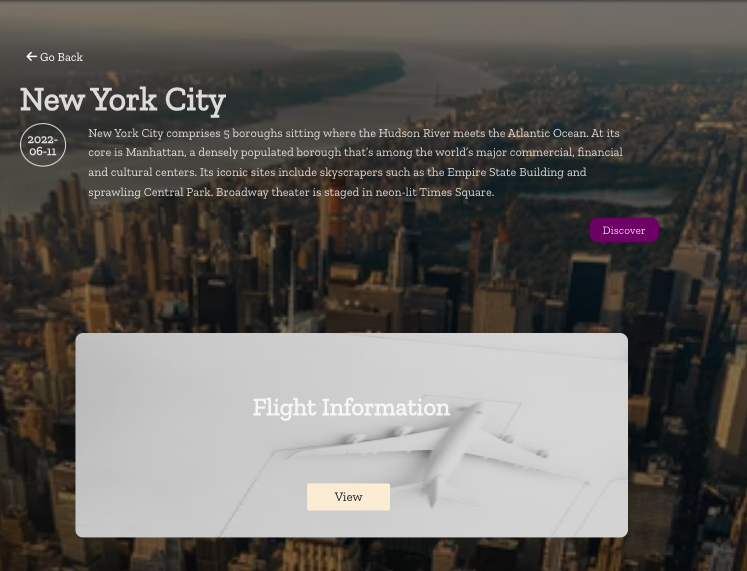 Go Back
New York City
2022-
06-11
New York City comprises 5 boroughs sitting where the Hudson River meets the Atlantic Ocean. At its
core is Manhattan, a densely populated borough that's among the world's major commercial, financial
and cultural centers. Its iconic sites include skyscrapers such as the Empire State Building and
sprawling Central Park. Broadway theater is staged in neon-lit Times Square.
Discover
Flight Information
View